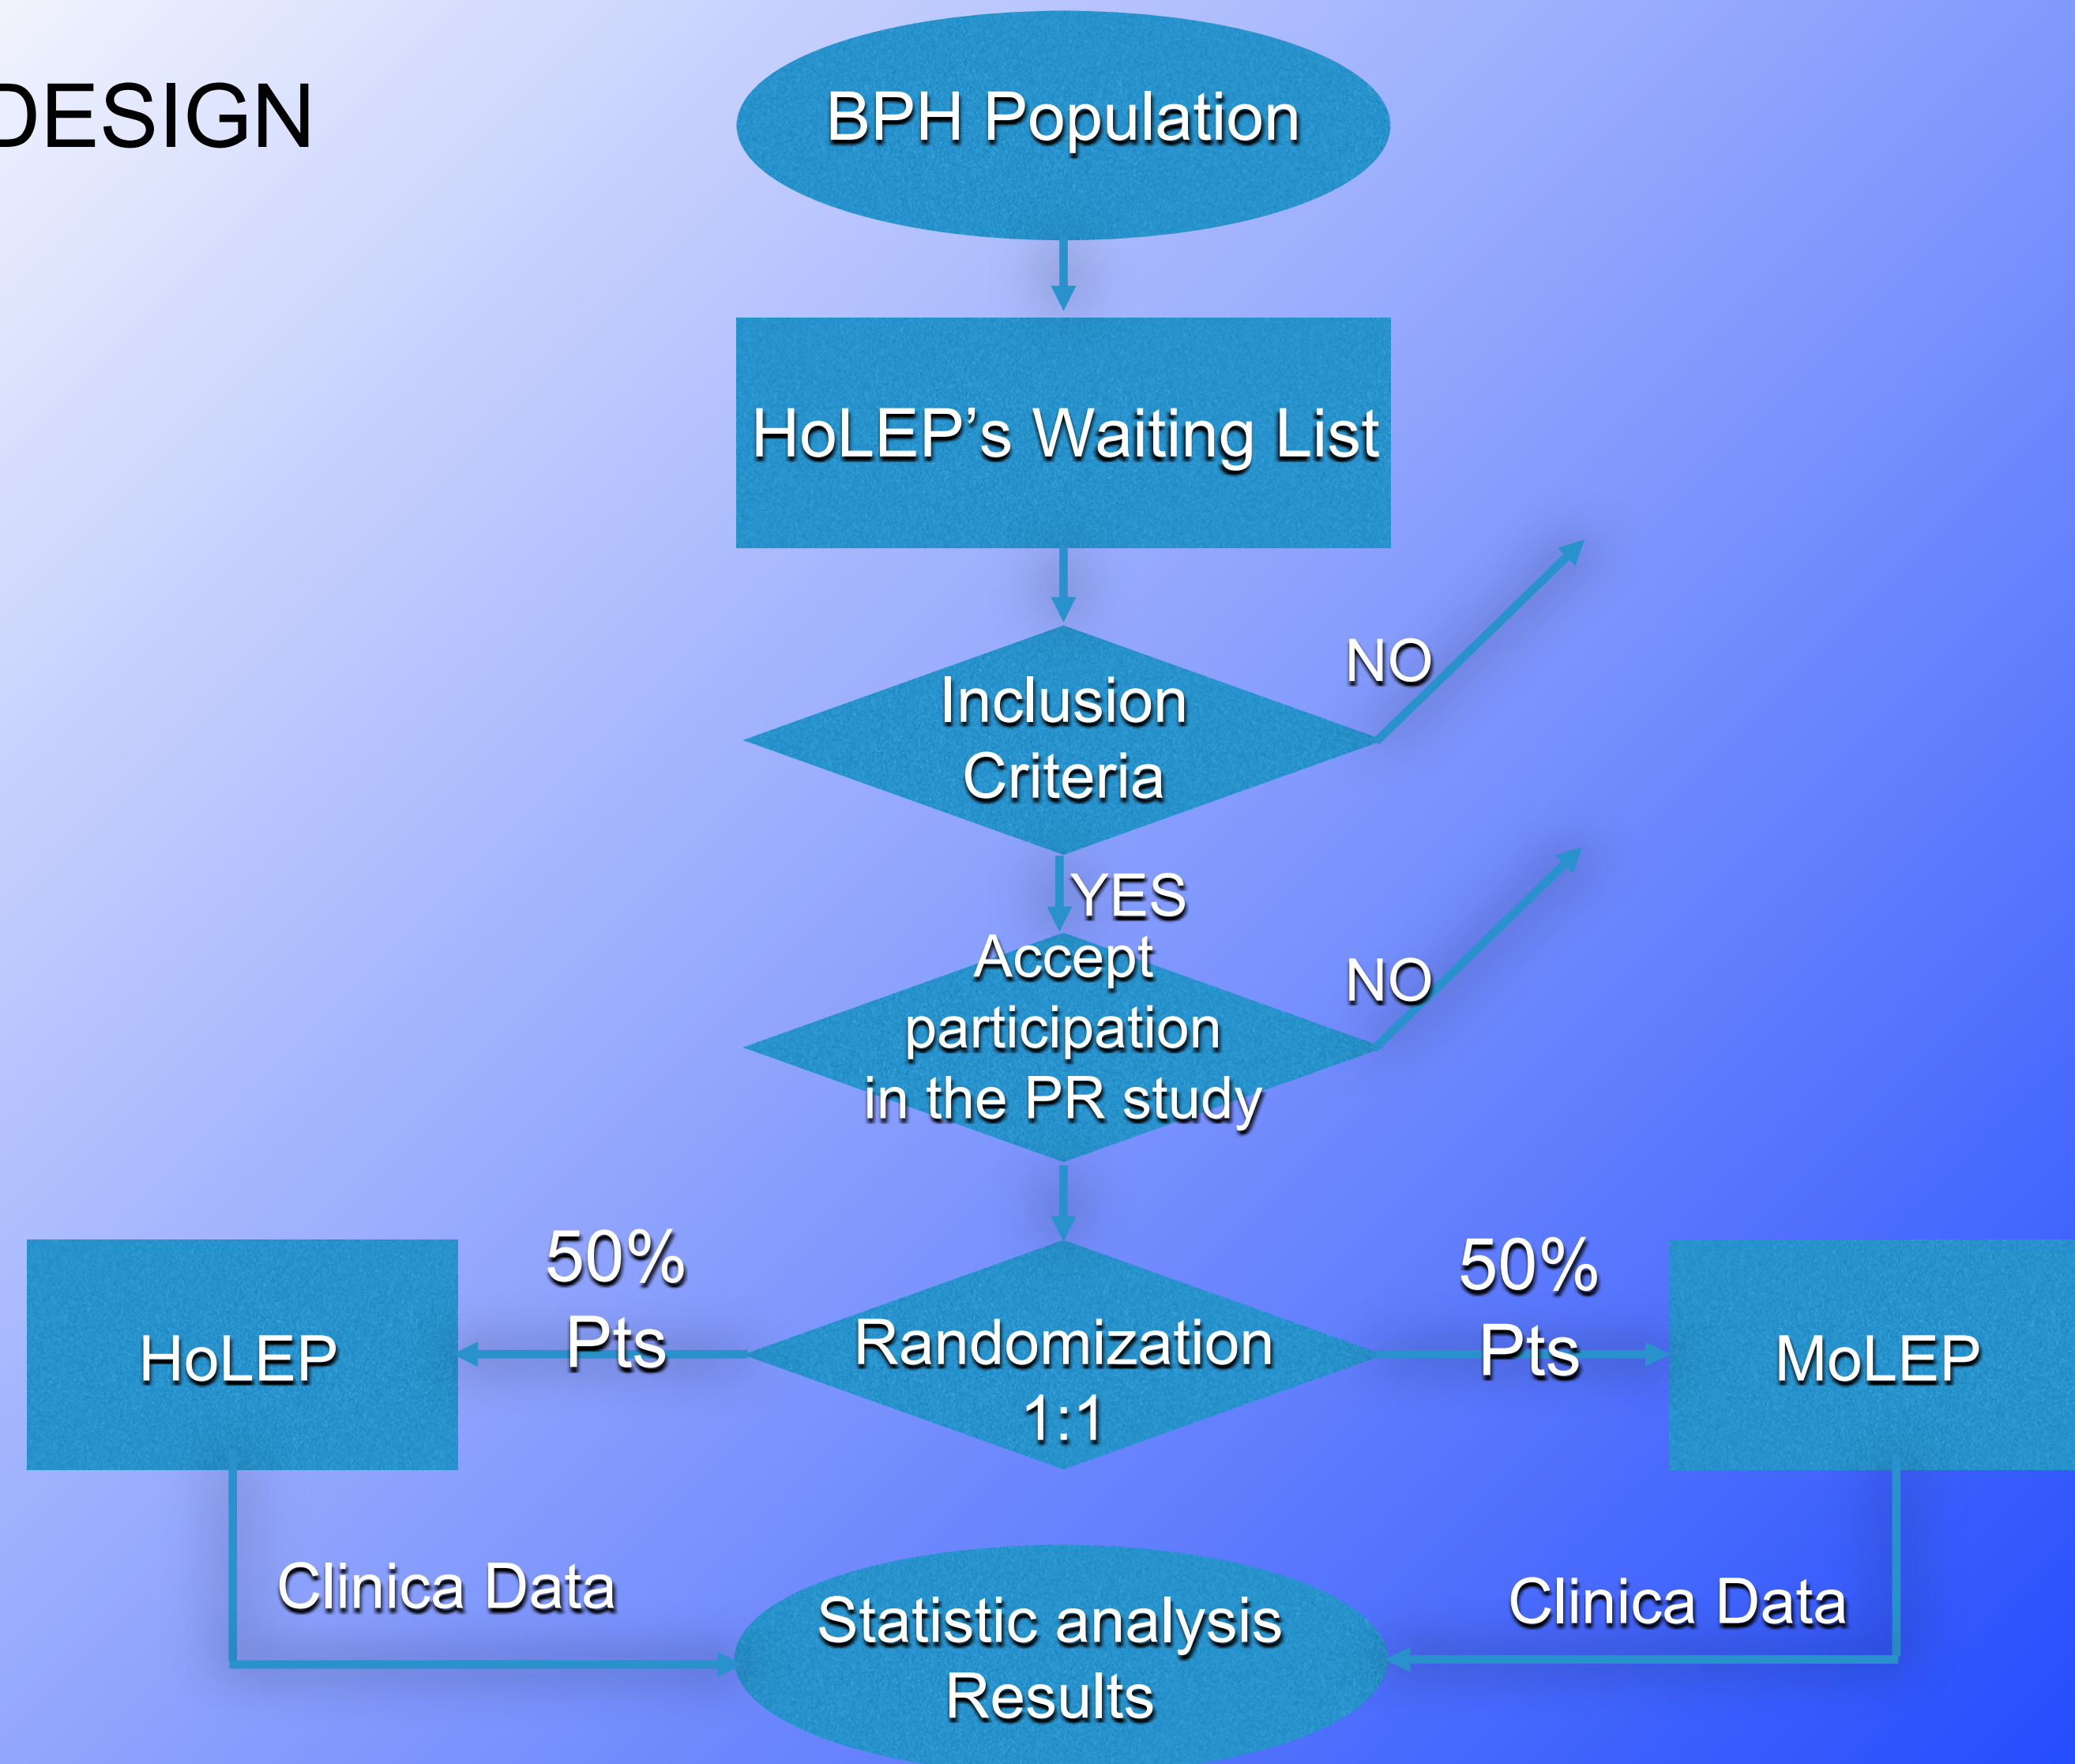 DESIGN
BPH Population
HoLEP’s Waiting List
Inclusion
Criteria
NO
YES
Accept
participation
in the PR study
NO
50%
Pts
50%
Pts
HoLEP
Randomization
1:1
MoLEP
Clinica Data
Clinica Data
Statistic analysis
Results